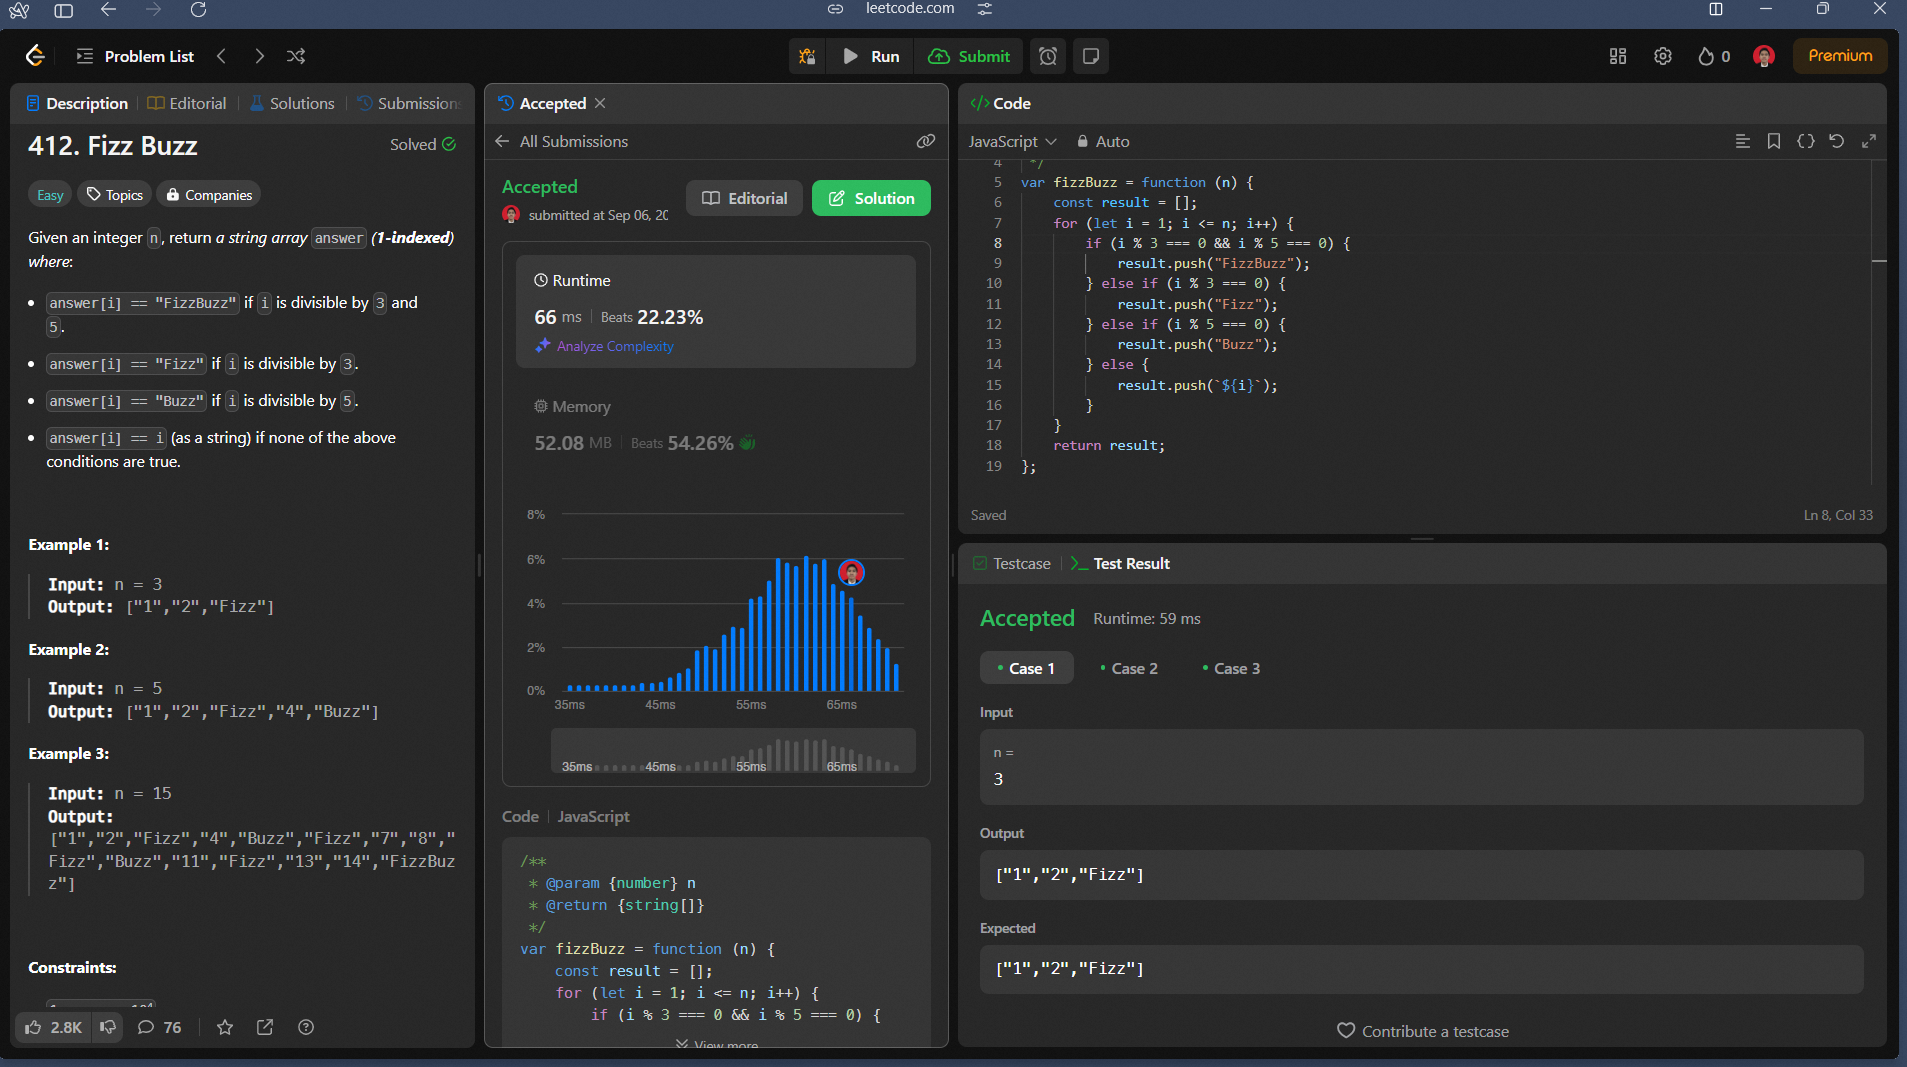 leetcode.com
Problem List
Run
Submit
0
Premium
Description
Editorial
Solutions
Submissions
412. Fizz Buzz
Solved
Easy
Topics
Companies
Given an integer n, return a string array answer (1-indexed)
where:
answer[i] == "FizzBuzz" if i is divisible by 3 and
5.
answer[i] == "Fizz" if i is divisible by 3.
answer[i] == "Buzz" if i is divisible by 5.
answer[i] == i (as a string) if none of the above
conditions are true.
Example 1:
Input: n = 3
Output: ["1","2","Fizz"]
Example 2:
Input: n = 5
Output: ["1","2","Fizz","4","Buzz"]
Example 3:
Input: n = 15
Output:
["1","2","Fizz","4","Buzz","Fizz","7","8","
Fizz","Buzz","11","Fizz","13","14","FizzBuz
z"]
Constraints:
2.8K
76
Accepted
All Submissions
Accepted
submitted at Sep 06, 20
Editorial
Solution
Runtime
66 ms | Beats 22.23%
Analyze Complexity
Memory
52.08 MB | Beats 54.26%
8%
6%
4%
2%
0%
35ms 45ms 55ms 65ms
35ms 45ms 55ms 65ms
Code | JavaScript
/**
* @param {number} n
* @return {string[]}
*/
var fizzBuzz = function (n) {
const result = [];
for (let i = 1; i <= n; i++) {
if (i % 3 === 0 && i % 5 === 0) {
View more
Code
JavaScript
Auto
4 */
5 var fizzBuzz = function (n) {
6 const result = [];
7 for (let i = 1; i <= n; i++) {
8 if (i % 3 === 0 && i % 5 === 0) {
9 result.push("FizzBuzz");
10 } else if (i % 3 === 0) {
11 result.push("Fizz");
12 } else if (i % 5 === 0) {
13 result.push("Buzz");
14 } else {
15 result.push(`${i}`);
16 }
17 }
18 return result;
19 };
Saved
Ln 8, Col 33
Testcase
Test Result
Accepted
Runtime: 59 ms
Case 1
Case 2
Case 3
Input
n =
3
Output
["1","2","Fizz"]
Expected
["1","2","Fizz"]
Contribute a testcase